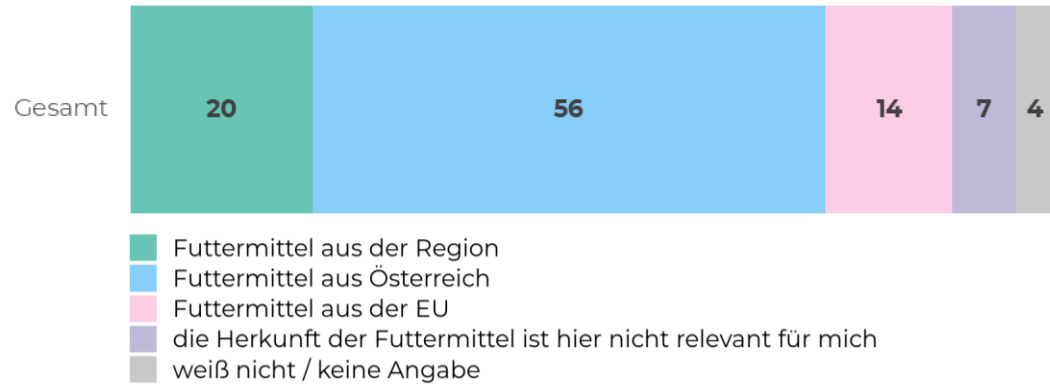 Gesamt 20 56 14 7 4
Futtermittel aus der Region
Futtermittel aus Österreich
Futtermittel aus der EU
die Herkunft der Futtermittel ist hier nicht relevant für mich
weiß nicht / keine Angabe